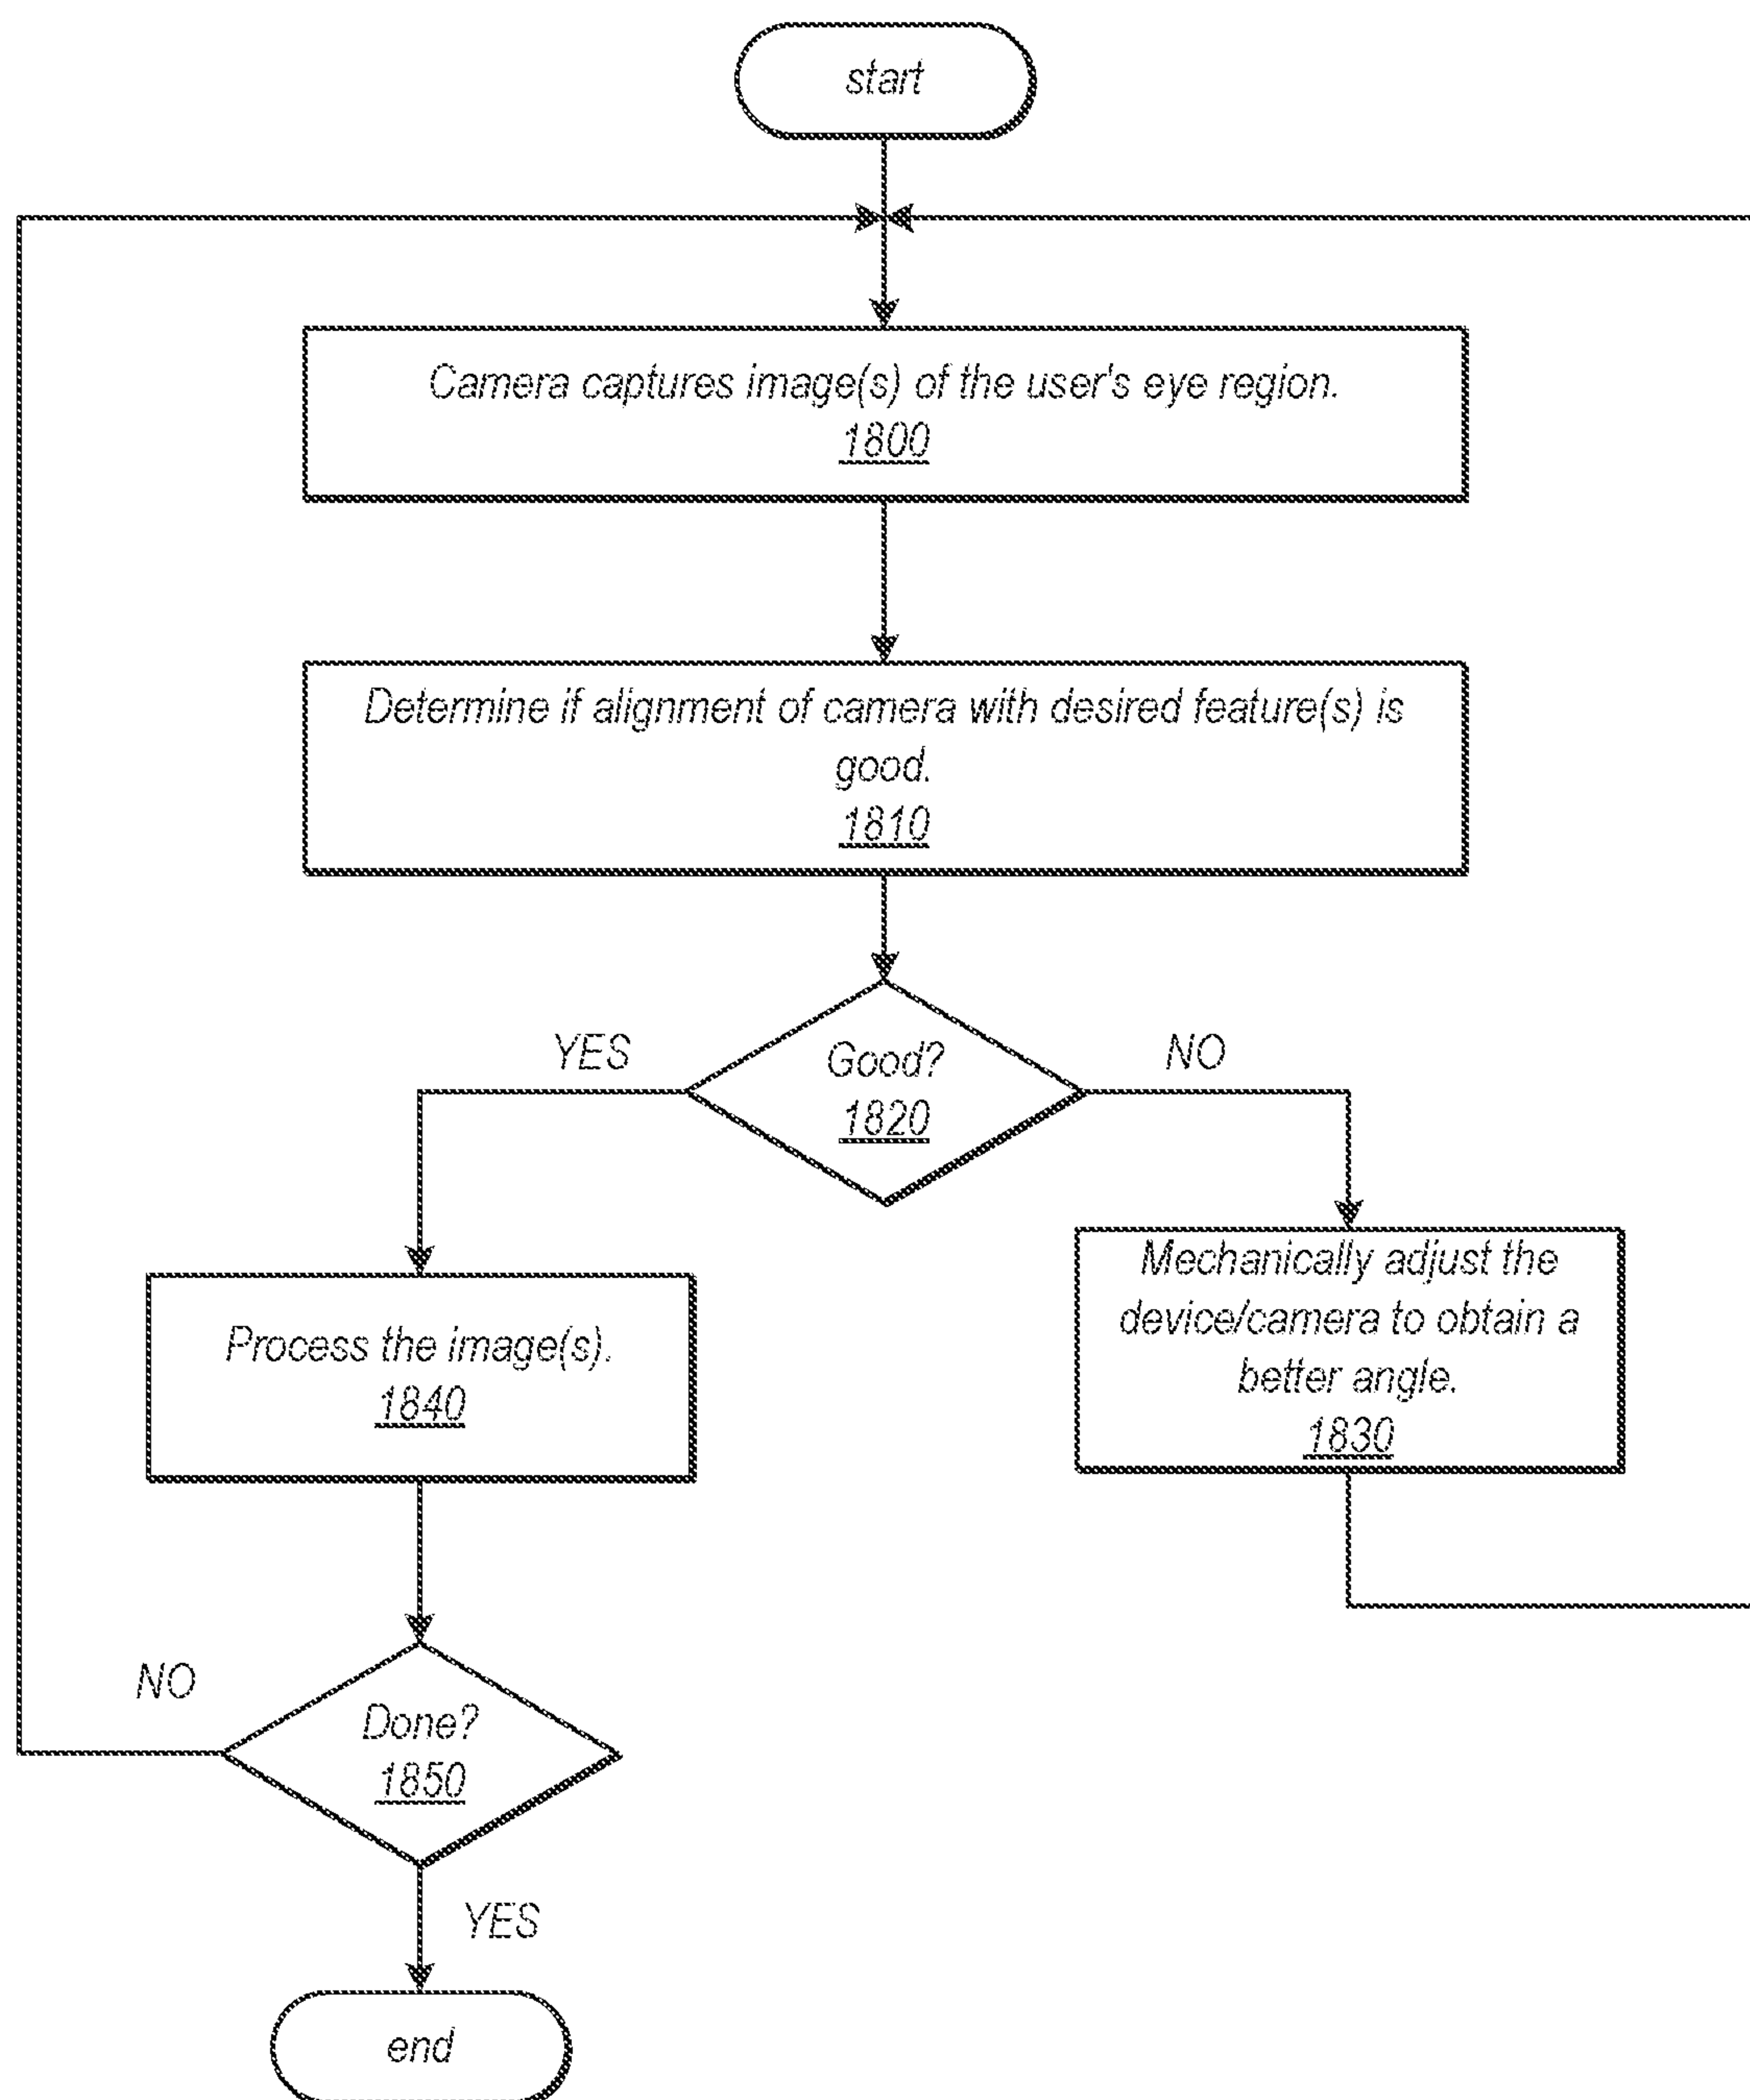 start
Camera captures image(s) of the user's eye region.
1800
Determine if alignment of camera with desired feature(s) is
good.
1810
YES
Good?
1820
NO
Mechanically adjust the
device/camera to obtain a
better angle.
1830
Process the image(s).
1840
NO
Done?
1850
YES
end